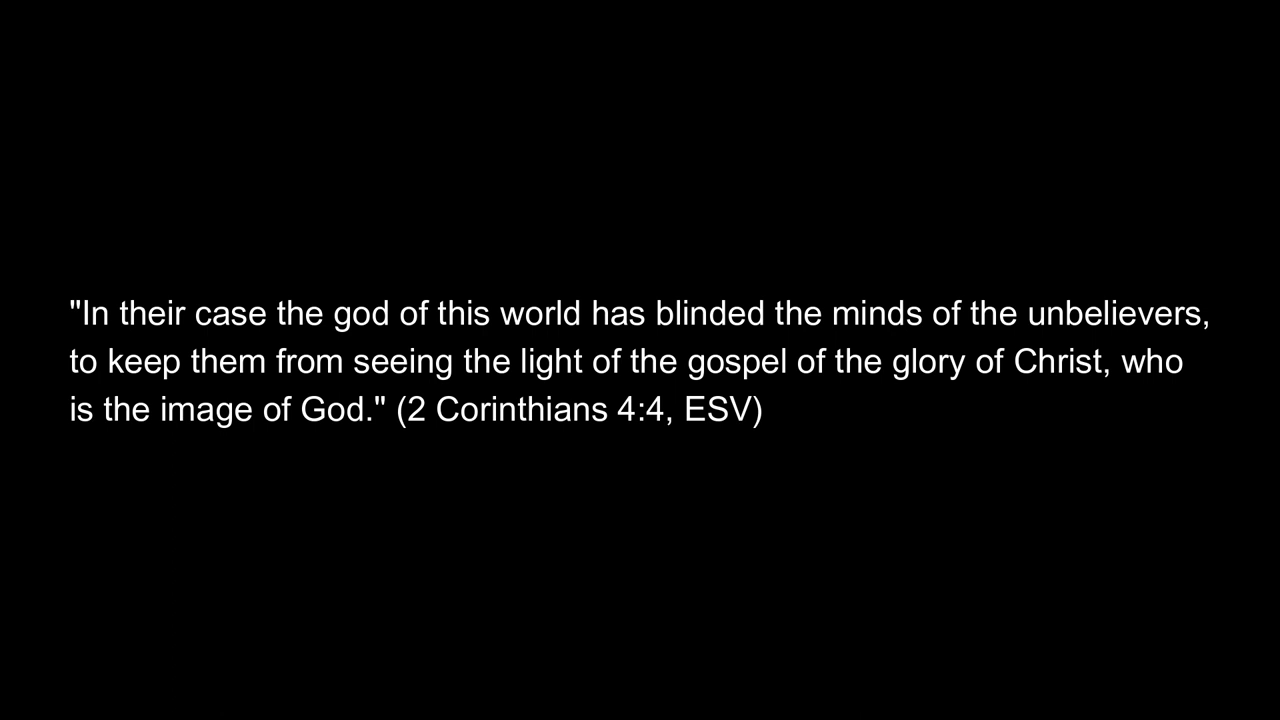 "In their case the god of this world has blinded the minds of the unbelievers,
to keep them from seeing the light of the gospel of the glory of Christ, who
is the image of God." (2 Corinthians 4:4, ESV)